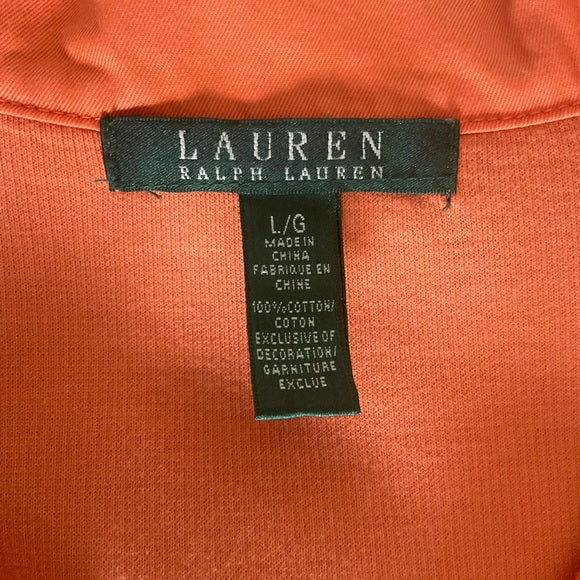 LAUREN
RALPH LAUREN
L/G
MADE IN
CHINA
FABRIQUE EN
CHINE
100%COTTON/
COTON
EXCLUSIVE OF
DECORATION/
GARNITURE
EXCLUE